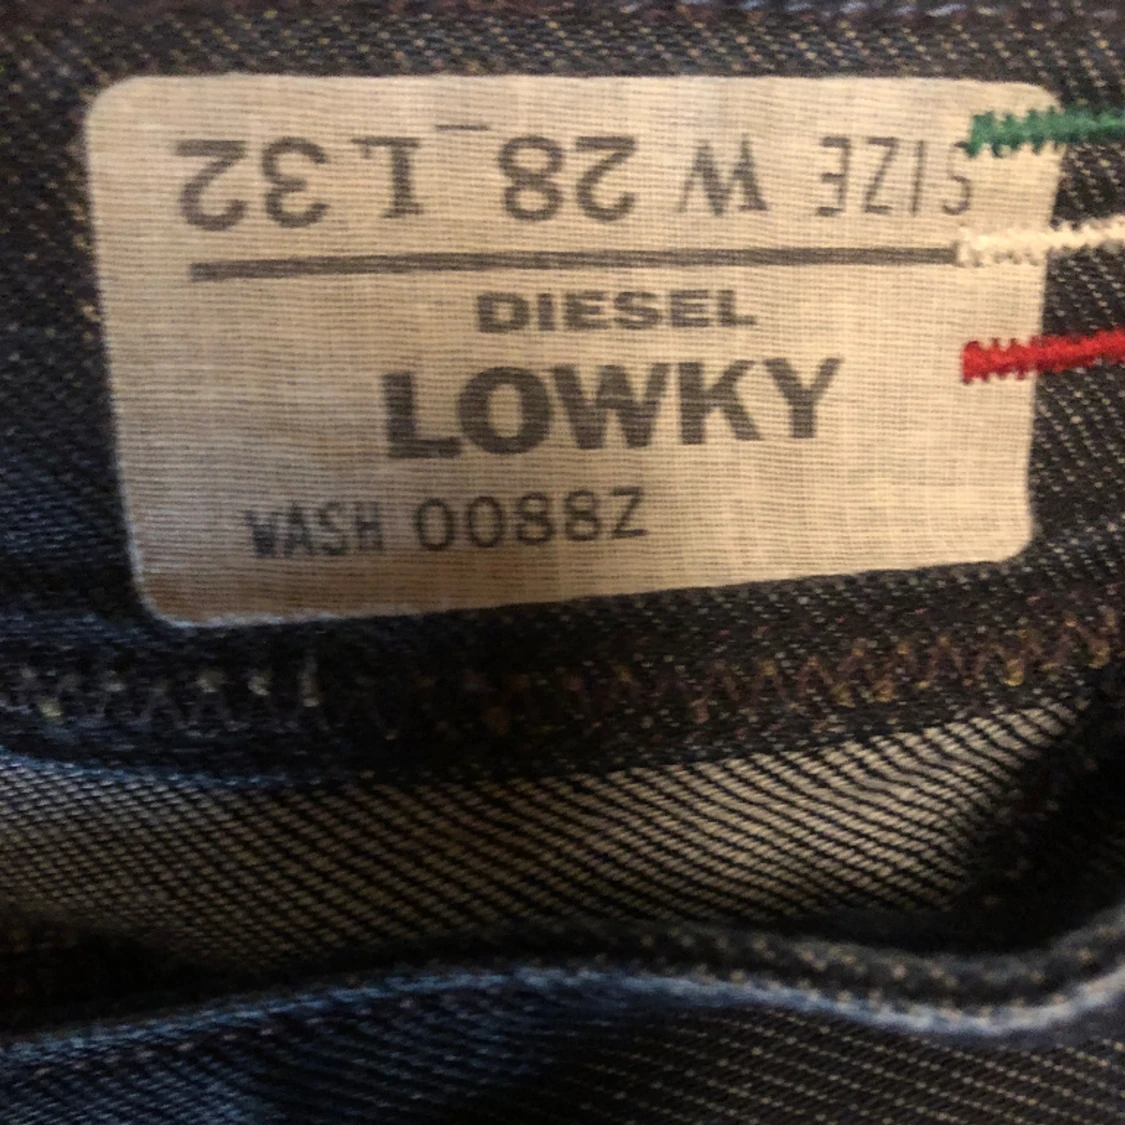 SIZE W 28 L 32
DIESEL
LOWKY
WASH 0088Z